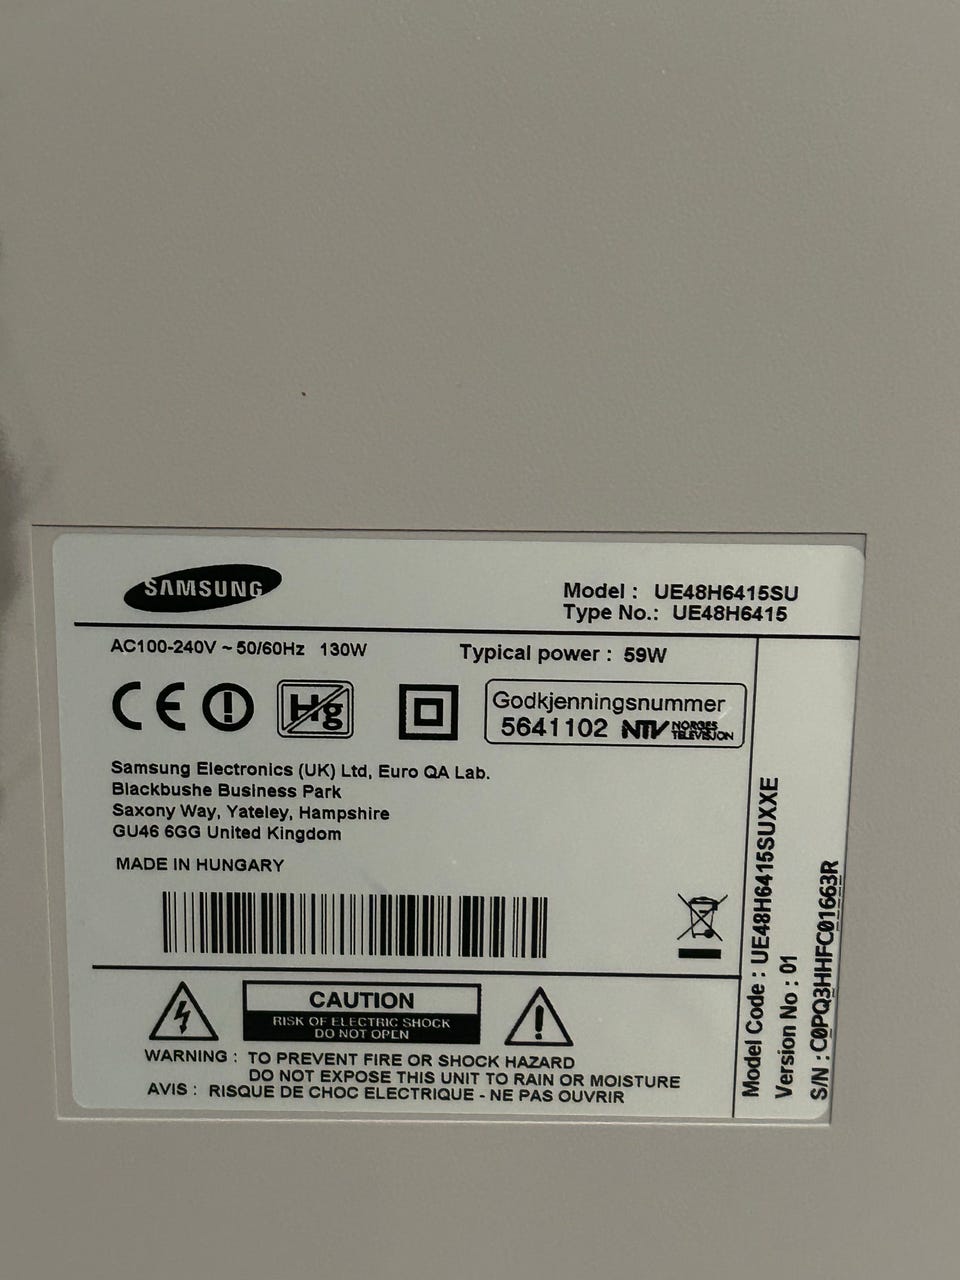 SAMSUNG
Model : UE48H6415SU
Type No.: UE48H6415
AC100-240V ~ 50/60Hz 130W
Typical power : 59W
CE
Hg
Godkjenningsnummer
5641102 NTV NORGES
TELEVISJON
Samsung Electronics (UK) Ltd, Euro QA Lab.
Blackbushe Business Park
Saxony Way, Yateley, Hampshire
GU46 6GG United Kingdom
MADE IN HUNGARY
CAUTION
RISK OF ELECTRIC SHOCK
DO NOT OPEN
WARNING : TO PREVENT FIRE OR SHOCK HAZARD
DO NOT EXPOSE THIS UNIT TO RAIN OR MOISTURE
AVIS : RISQUE DE CHOC ELECTRIQUE - NE PAS OUVRIR
Model Code : UE48H6415SUXXE
Version No : 01
S/N : C0PQ3HHFC01663R